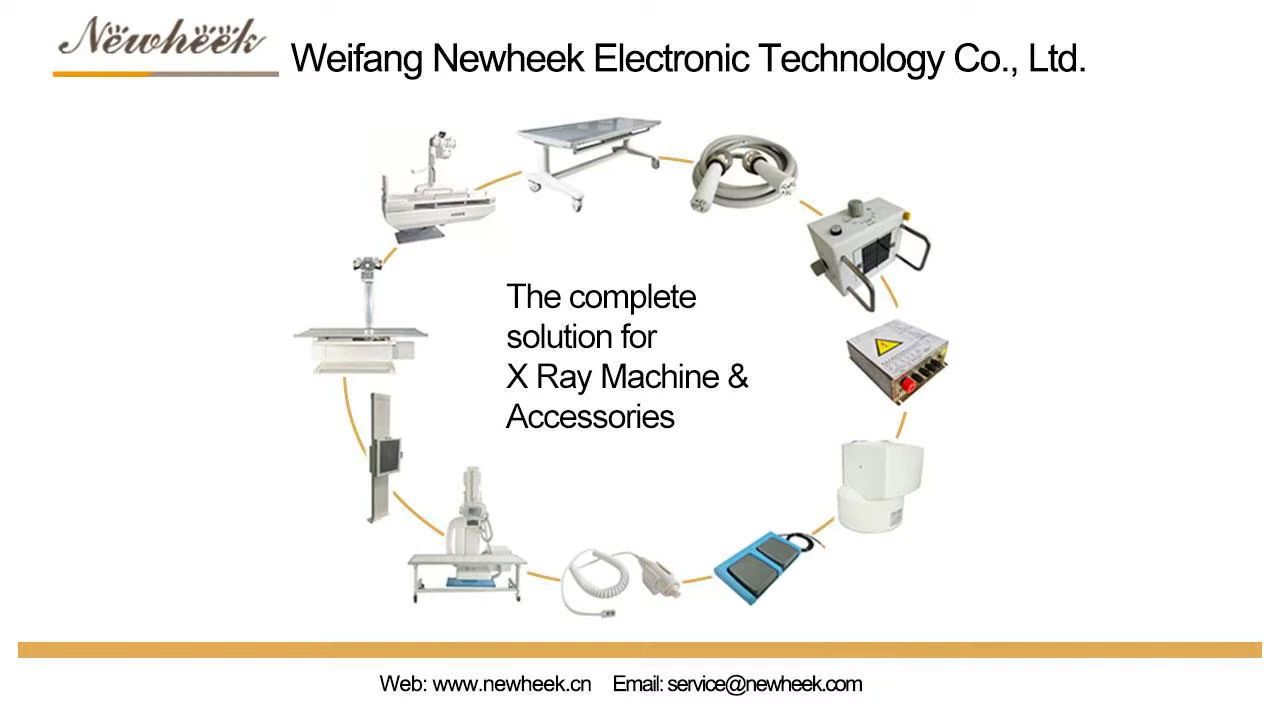 Newheek
Weifang Newheek Electronic Technology Co., Ltd.
The complete
solution for
X Ray Machine &
Accessories
Web: www.newheek.cn Email: service@newheek.com